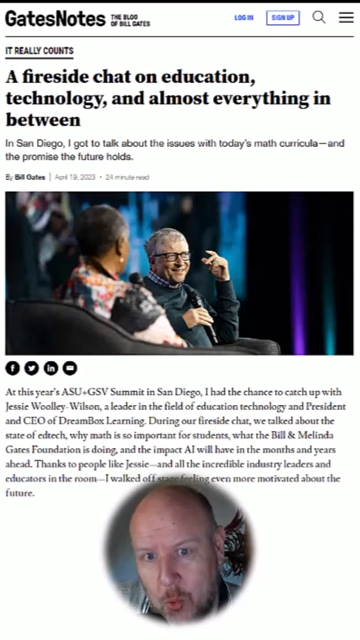 GatesNotes
THE BLOG
OF BILL GATES
LOG IN
SIGN UP
IT REALLY COUNTS
A fireside chat on education,
technology, and almost everything in
between
In San Diego, I got to talk about the issues with today's math curricula—and
the promise the future holds.
By Bill Gates | April 19, 2023 • 24 minute read
At this year's ASU+GSV Summit in San Diego, I had the chance to catch up with
Jessie Woolley-Wilson, a leader in the field of education technology and President
and CEO of DreamBox Learning. During our fireside chat, we talked about the
state of edtech, why math is so important for students, what the Bill & Melinda
Gates Foundation is doing, and the impact AI will have in the months and years
ahead. Thanks to people like Jessie—and all the incredible industry leaders and
educators in the room—I walked off stage feeling even more motivated about the
future.